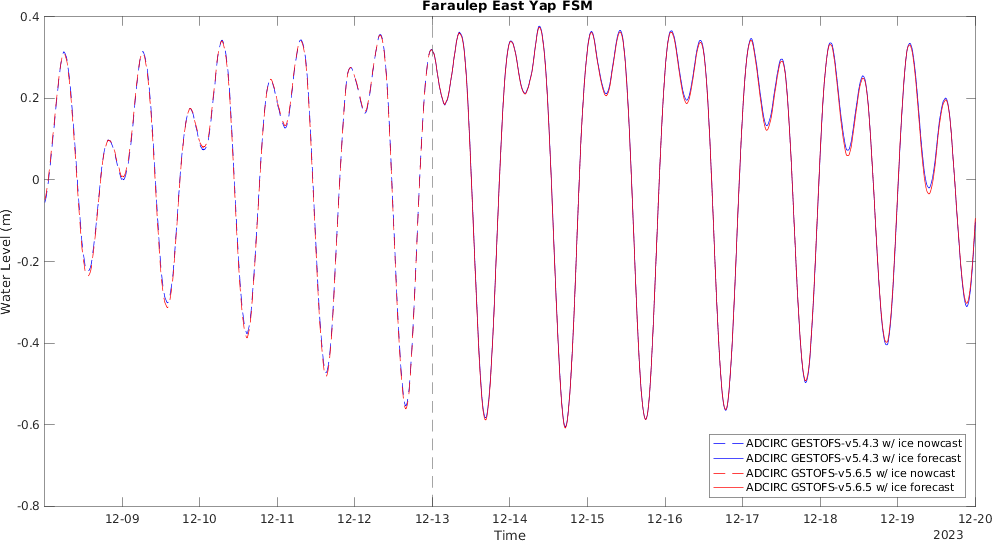 Faraulep East Yap FSM
0.4
0.2
0
-0.2
-0.4
-0.6
-0.8
Water Level (m)
ADCIRC GESTOFS-v5.4.3 w/ ice nowcast
ADCIRC GESTOFS-v5.4.3 w/ ice forecast
ADCIRC GSTOFS-v5.6.5 w/ ice nowcast
ADCIRC GSTOFS-v5.6.5 w/ ice forecast
12-09 12-10 12-11 12-12 12-13 12-14 12-15 12-16 12-17 12-18 12-19 12-20
Time
2023